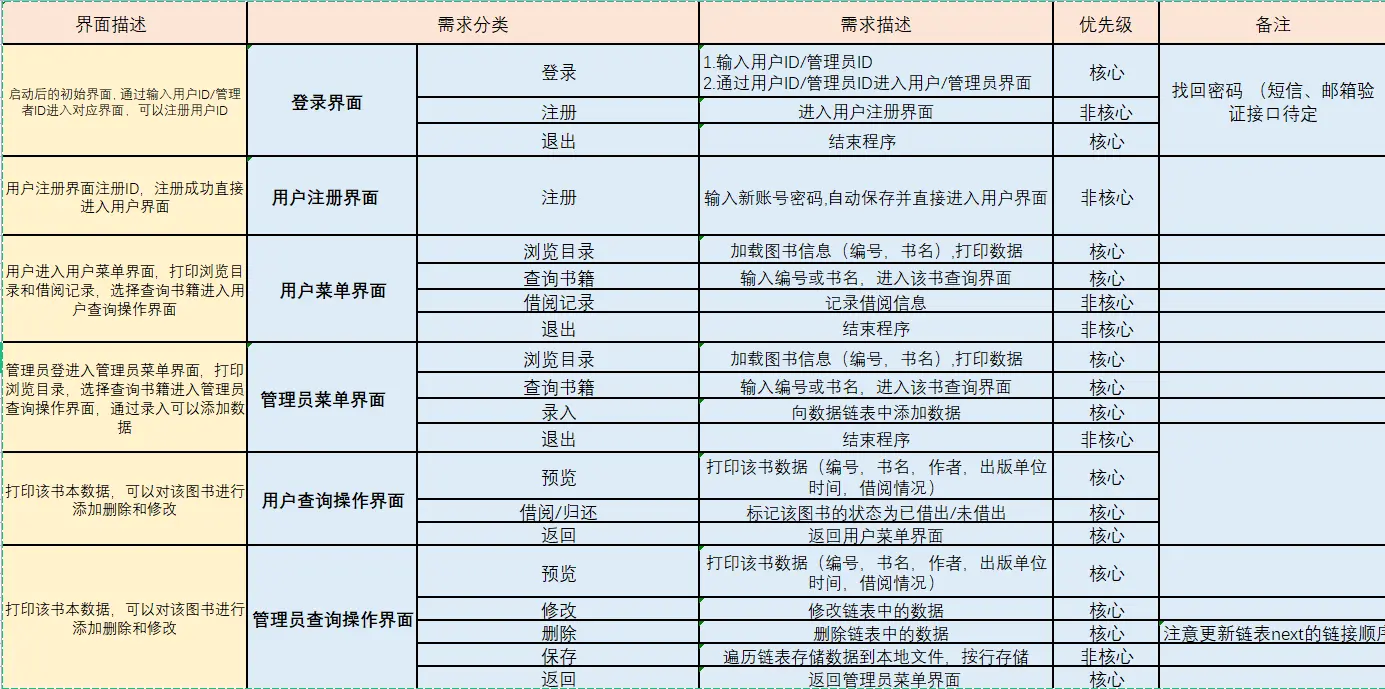 界面描述
需求分类
需求描述
优先级
备注
启动后的初始界面，通过输入用户ID/管理
者ID进入对应界面，可以注册用户ID
登录界面
登录
1.输入用户ID/管理员ID
2.通过用户ID/管理员ID进入用户/管理员界面
核心
找回密码 （短信、邮箱验
证接口待定
注册
进入用户注册界面
非核心
退出
结束程序
核心
用户注册界面注册ID，注册成功直接
进入用户界面
用户注册界面
注册
输入新账号密码,自动保存并直接进入用户界面
非核心
用户进入用户菜单界面，打印浏览目
录和借阅记录，选择查询书籍进入用
户查询操作界面
用户菜单界面
浏览目录
加载图书信息（编号，书名）,打印数据
核心
查询书籍
输入编号或书名，进入该书查询界面
核心
借阅记录
记录借阅信息
非核心
退出
结束程序
非核心
管理员登进入管理员菜单界面，打印
浏览目录，选择查询书籍进入管理员
查询操作界面，通过录入可以添加数
据
管理员菜单界面
浏览目录
加载图书信息（编号，书名）,打印数据
核心
查询书籍
输入编号或书名，进入该书查询界面
核心
录入
向数据链表中添加数据
核心
退出
结束程序
非核心
打印该书本数据，可以对该图书进行
添加删除和修改
用户查询操作界面
预览
打印该书数据（编号，书名，作者，出版单位
时间，借阅情况）
核心
借阅/归还
标记该图书的状态为已借出/未借出
核心
返回
返回用户菜单界面
核心
打印该书本数据，可以对该图书进行
添加删除和修改
管理员查询操作界面
预览
打印该书数据（编号，书名，作者，出版单位
时间，借阅情况）
核心
修改
修改链表中的数据
核心
删除
删除链表中的数据
核心
注意更新链表next的链接顺序
保存
遍历链表存储数据到本地文件，按行存储
非核心
返回
返回管理员菜单界面
核心